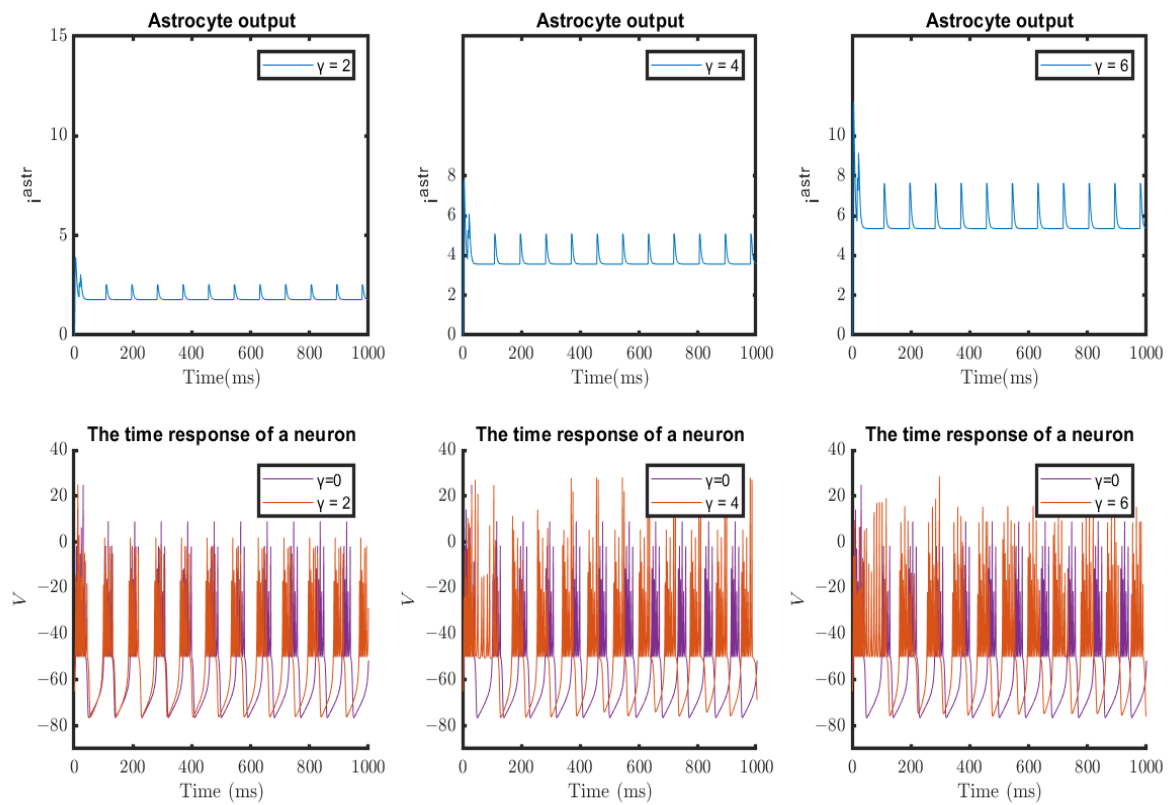 Astrocyte output
15
10
5
0
i^astr
γ = 2
0 200 400 600 800 1000
Time(ms)
Astrocyte output
8
6
4
2
0
i^astr
γ = 4
0 200 400 600 800 1000
Time(ms)
Astrocyte output
10
8
6
4
2
0
i^astr
γ = 6
0 200 400 600 800 1000
Time(ms)
The time response of a neuron
40
20
0
−20
−40
−60
−80
V
γ=0
γ = 2
0 200 400 600 800 1000
Time (ms)
The time response of a neuron
40
20
0
−20
−40
−60
−80
V
γ=0
γ = 4
0 200 400 600 800 1000
Time (ms)
The time response of a neuron
40
20
0
−20
−40
−60
−80
V
γ=0
γ = 6
0 200 400 600 800 1000
Time (ms)